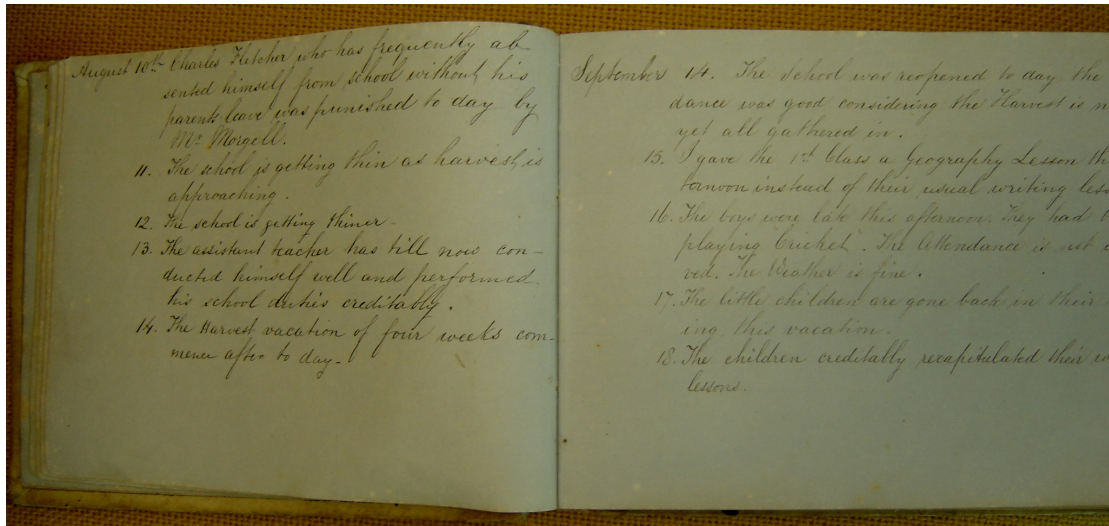 August 10th Charles Fletcher who has frequently ab
sented himself from school without his
parents leave was punished to day by
Mr Morgell.
11. The school is getting thin as harvest is
approaching.
12. The school is getting thiner-
13. The assistant teacher has till now con-
ducted himself well and performed
his school duties creditably.
14. The Harvest vacation of four weeks com-
mence after to day-
September 14. The School was reopened to day the
dance was good considering the Harvest is n
yet all gathered in.
15. I gave the 1st Class a Geography Lesson th
ternoon instead of their usual writing less
16. The boys were late this afternoon. They had b
playing "Cricket". The Attendance is not i
ved. The Weather is fine.
17. The little children are gone back in their
ing this vacation.
18. The children creditably recapitulated their
lessons.